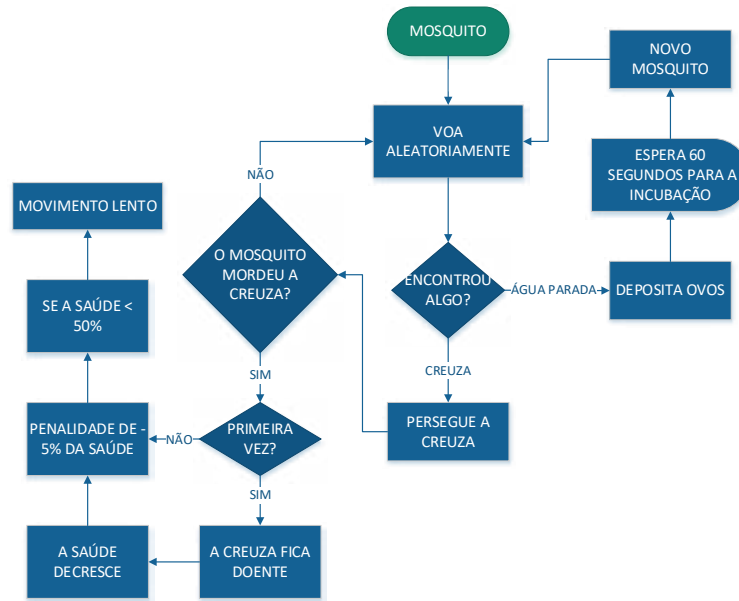 MOSQUITO
NOVO
MOSQUITO
VOA
ALEATORIAMENTE
ESPERA 60
SEGUNDOS PARA A
INCUBAÇÃO
NÃO
MOVIMENTO LENTO
O MOSQUITO
MORDEU A
CREUZA?
ENCONTROU
ALGO?
ÁGUA PARADA
DEPOSITA OVOS
SE A SAÚDE <
50%
SIM
CREUZA
PENALIDADE DE -
5% DA SAÚDE
NÃO
PRIMEIRA
VEZ?
PERSEGUE A
CREUZA
SIM
A SAÚDE
DECRESCE
A CREUZA FICA
DOENTE